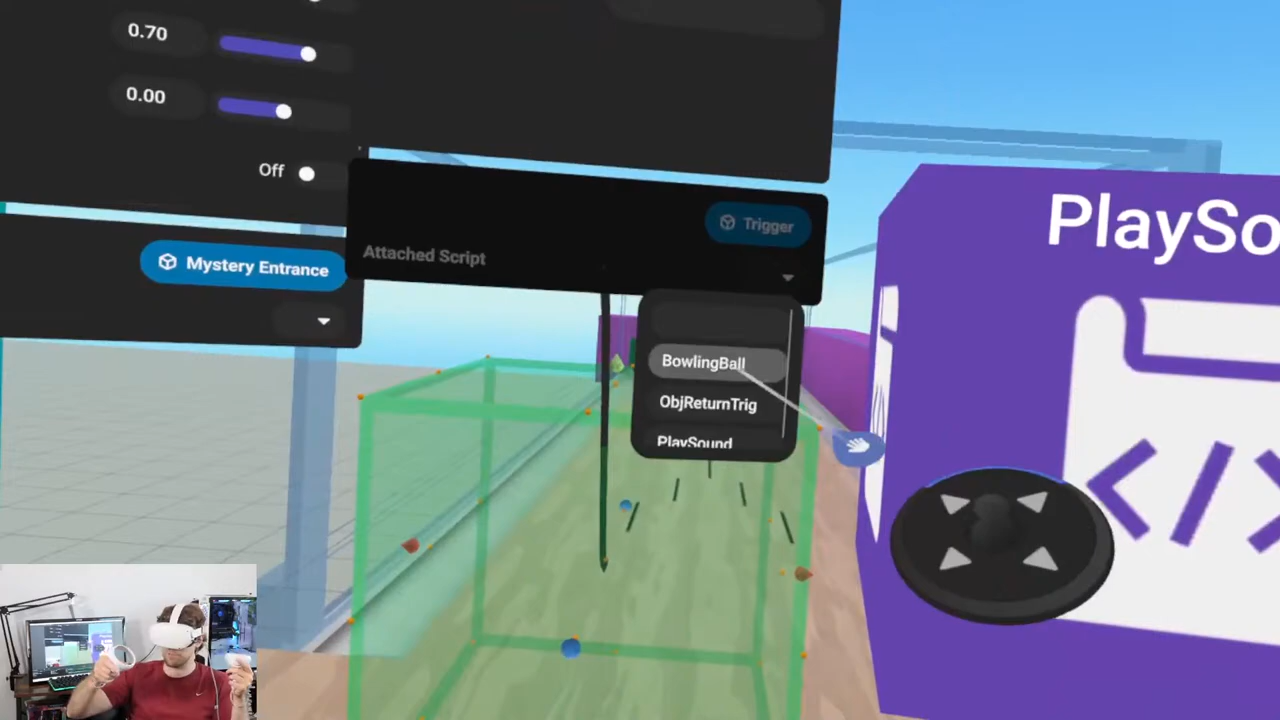 0.70
0.00
Off
Mystery Entrance
Trigger
Attached Script
BowlingBall
ObjReturnTrig
PlaySound
PlaySo